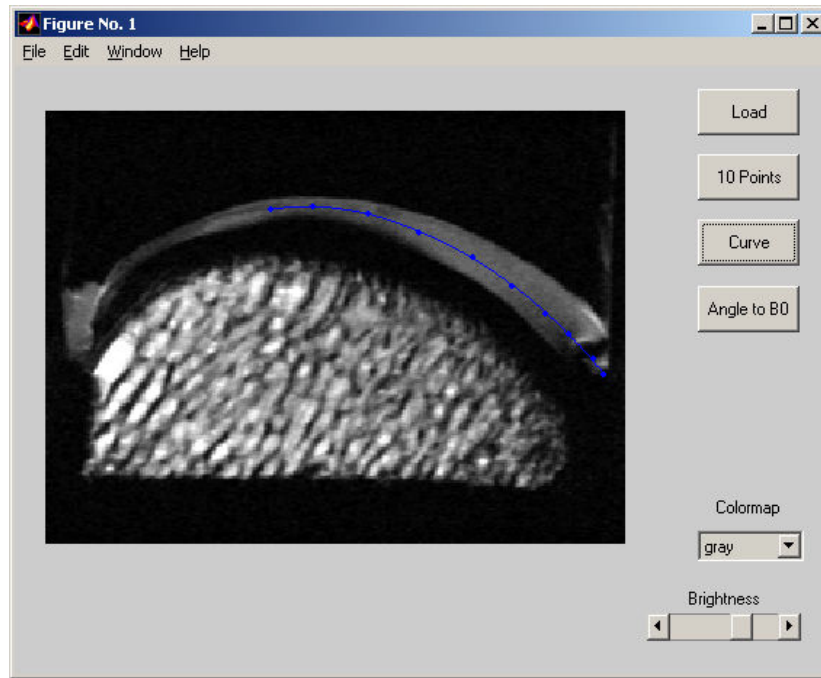 Figure No. 1
File Edit Window Help
Load
10 Points
Curve
Angle to B0
Colormap
gray
Brightness